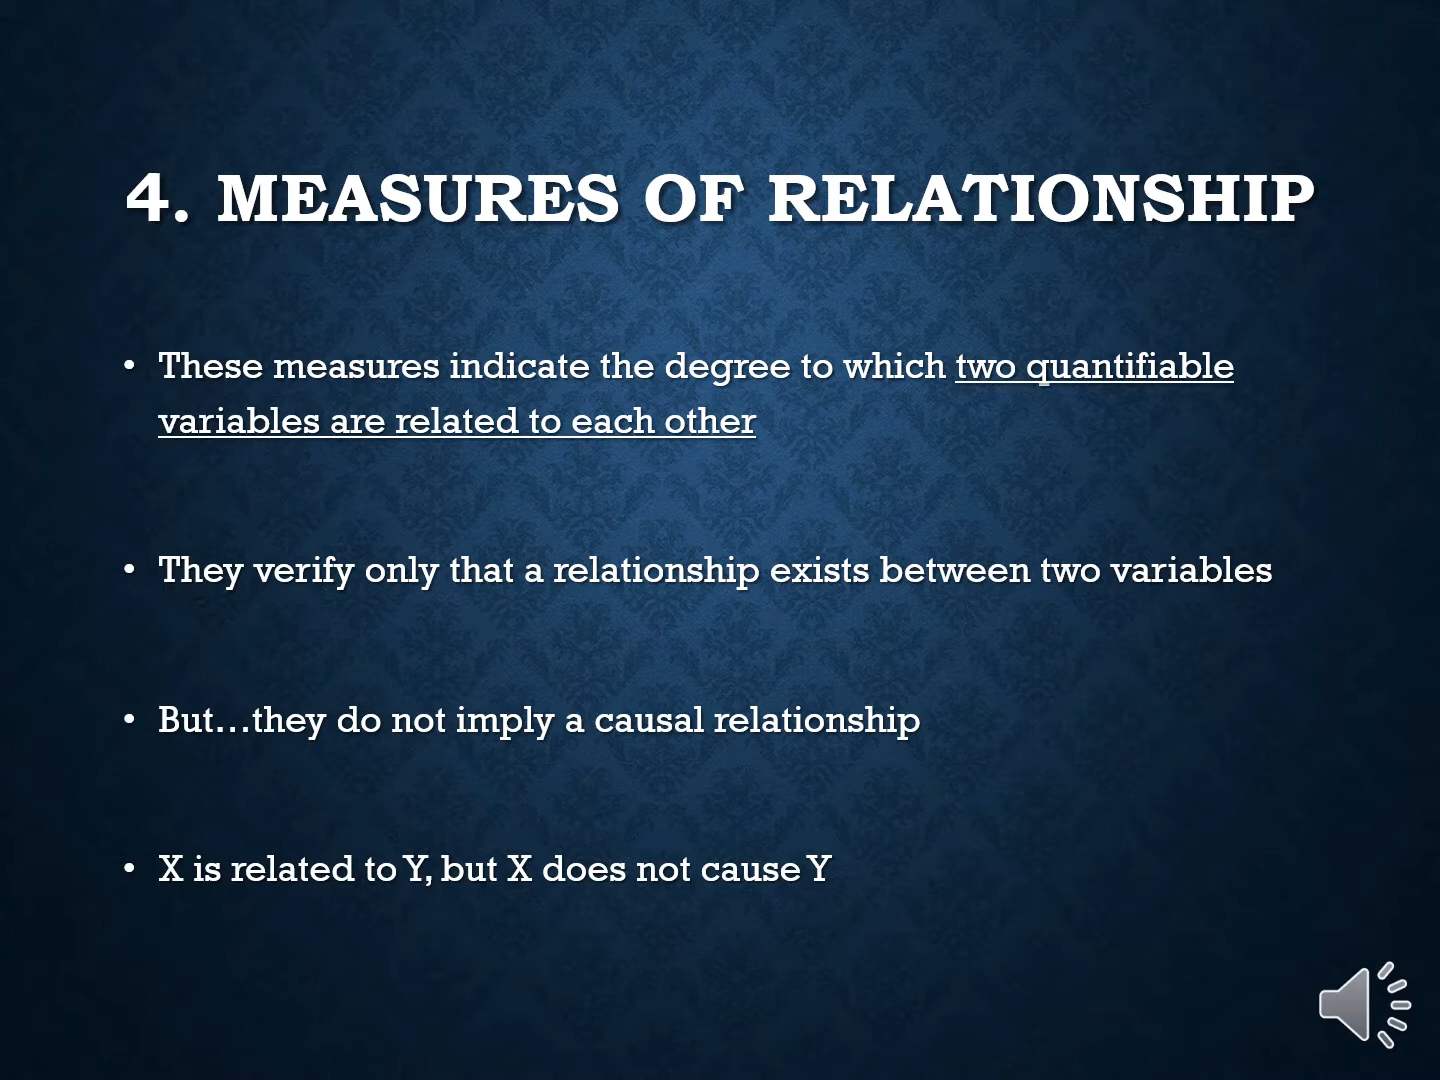 4. MEASURES OF RELATIONSHIP
• These measures indicate the degree to which two quantifiable
variables are related to each other
• They verify only that a relationship exists between two variables
• But…they do not imply a causal relationship
• X is related to Y, but X does not cause Y